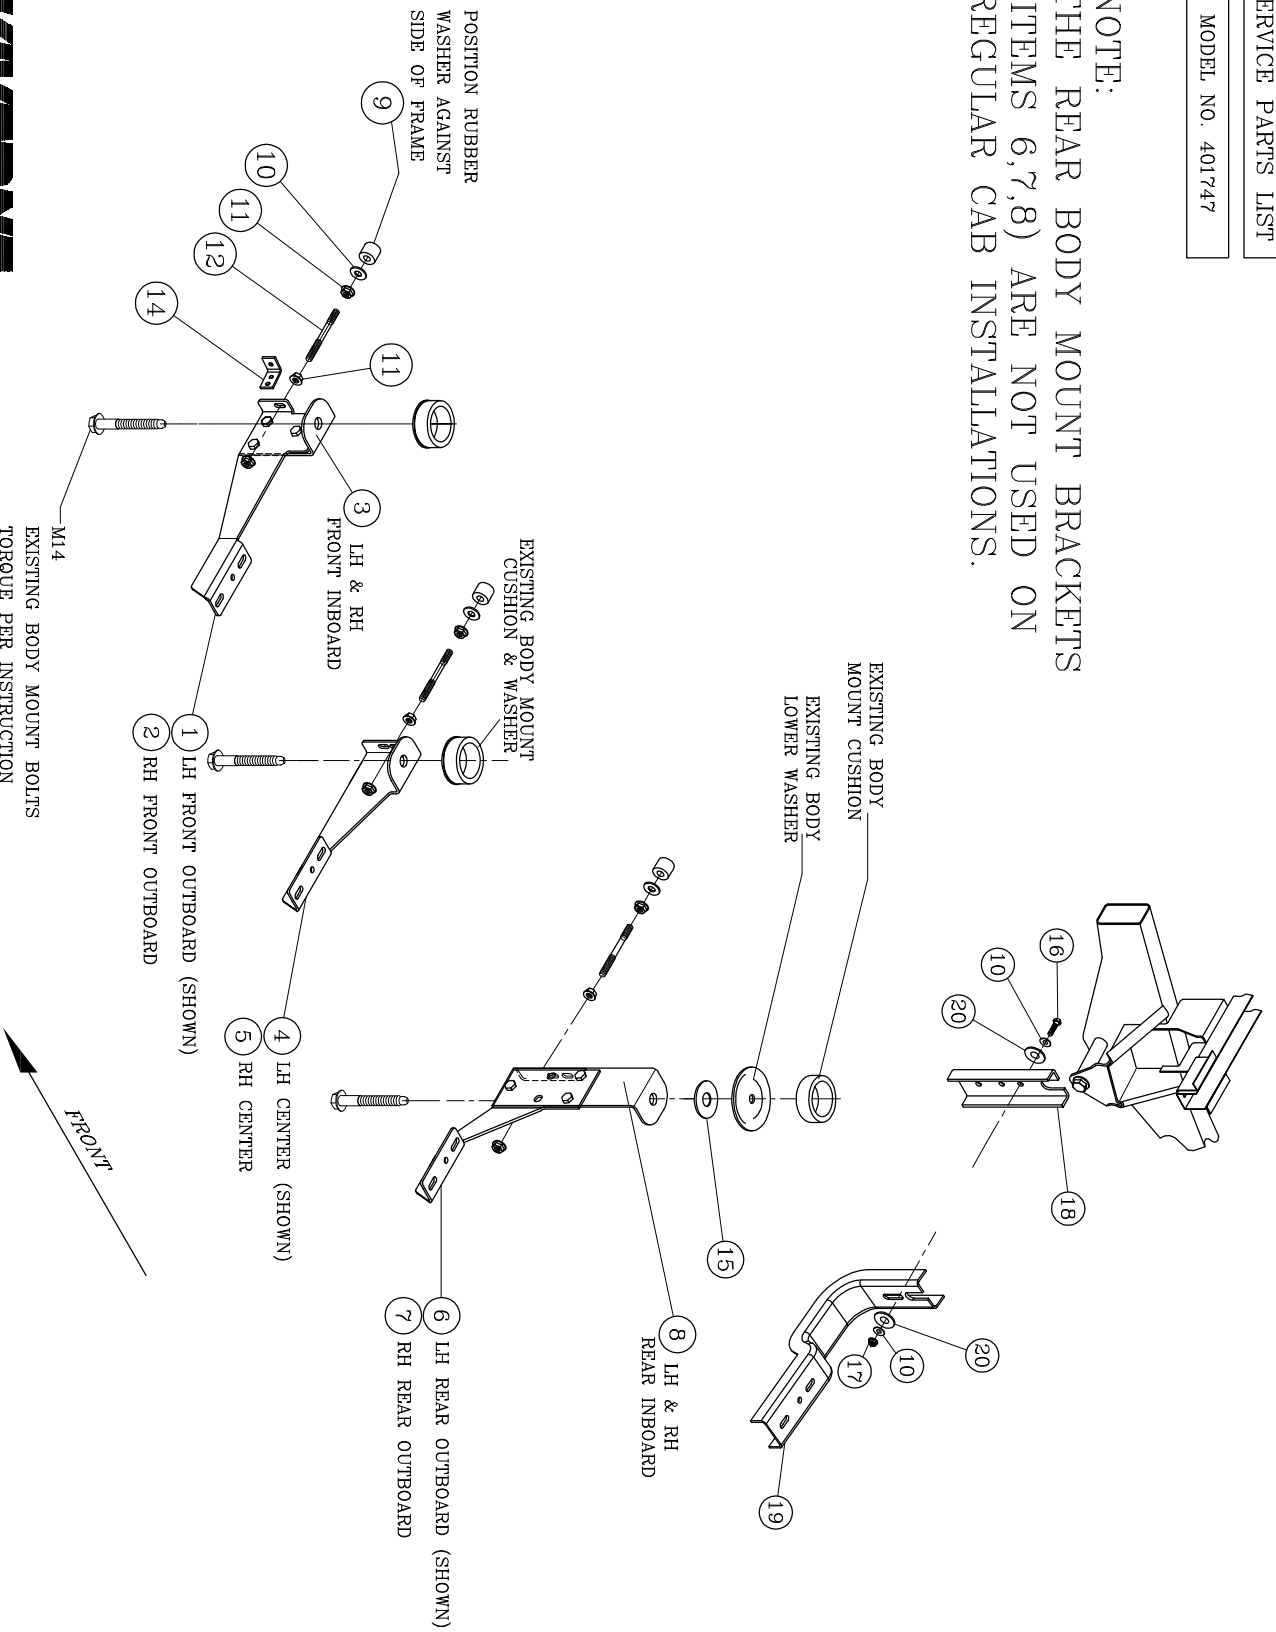 SERVICE PARTS LIST
MODEL NO. 401747
NOTE:
THE REAR BODY MOUNT BRACKETS
ITEMS 6,7,8) ARE NOT USED ON
REGULAR CAB INSTALLATIONS.
16
10
20
18
20
10
17
19
EXISTING BODY
MOUNT CUSHION
EXISTING BODY
LOWER WASHER
15
8 LH & RH
REAR INBOARD
6 LH REAR OUTBOARD (SHOWN)
7 RH REAR OUTBOARD
EXISTING BODY MOUNT
CUSHION & WASHER
4 LH CENTER (SHOWN)
5 RH CENTER
POSITION RUBBER
WASHER AGAINST
SIDE OF FRAME
9
10
11
12
14
11
3 LH & RH
FRONT INBOARD
1 LH FRONT OUTBOARD (SHOWN)
2 RH FRONT OUTBOARD
M14
EXISTING BODY MOUNT BOLTS
TORQUE PER INSTRUCTION
FRONT